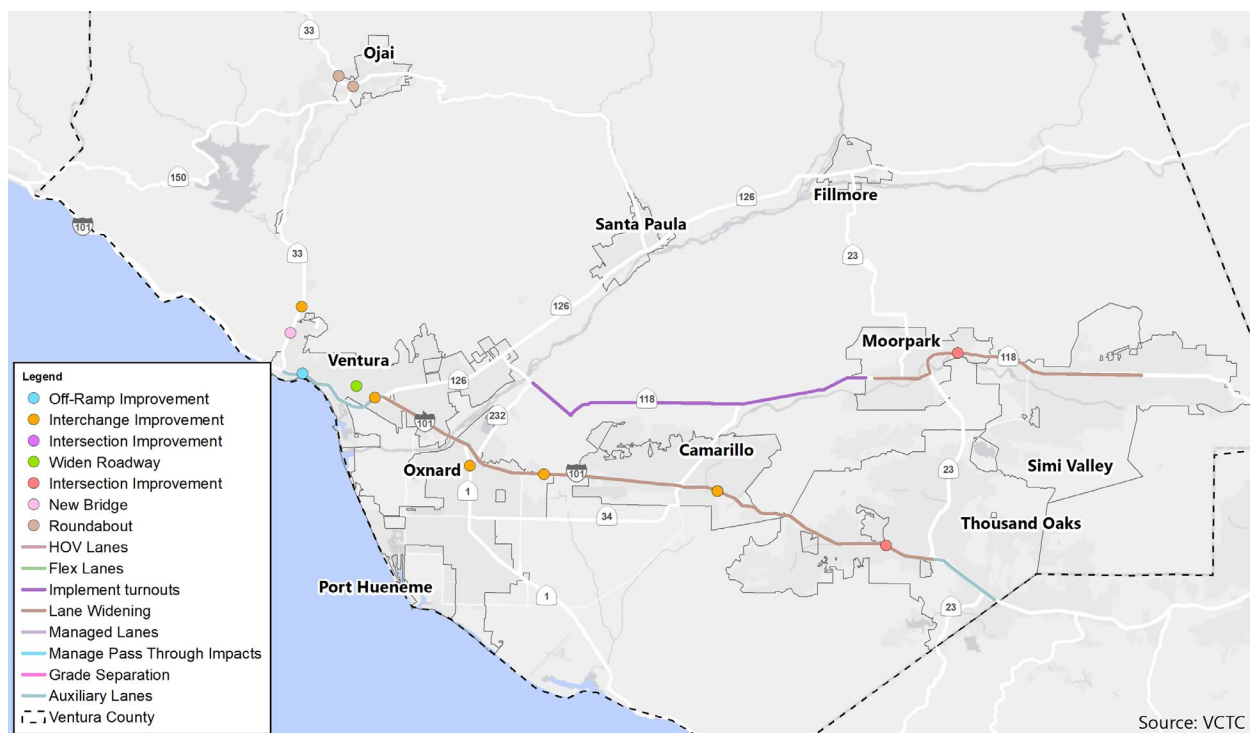 33
Ojai
150
126
Fillmore
Santa Paula
101
33
23
126
Moorpark
118
Ventura
126
118
232
101
Camarillo
Oxnard
101
Simi Valley
23
1
34
Thousand Oaks
Port Hueneme
1
23
Legend
Off-Ramp Improvement
Interchange Improvement
Intersection Improvement
Widen Roadway
Intersection Improvement
New Bridge
Roundabout
HOV Lanes
Flex Lanes
Implement turnouts
Lane Widening
Managed Lanes
Manage Pass Through Impacts
Grade Separation
Auxiliary Lanes
Ventura County
Source: VCTC